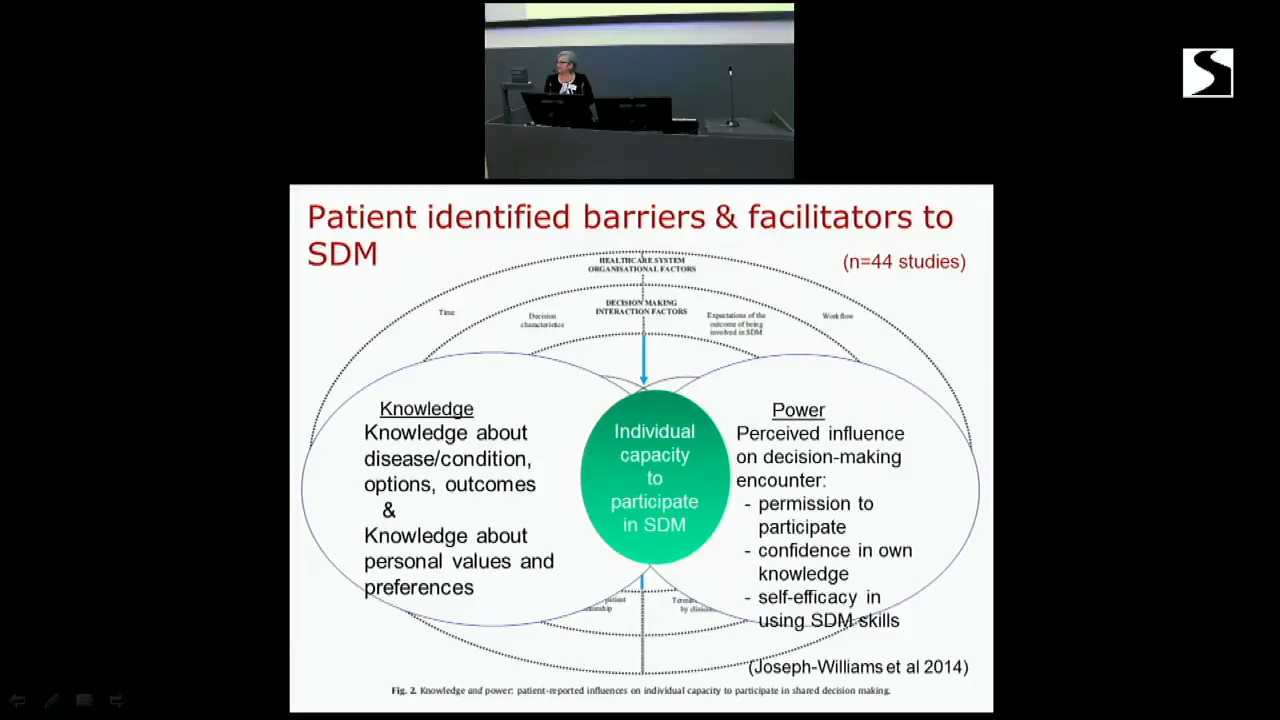 Patient identified barriers & facilitators to
SDM
(n=44 studies)
HEALTHCARE SYSTEM
ORGANISATIONAL FACTORS
DECISION MAKING
INTERACTION FACTORS
Time
Decision
characteristics
Expectations of the
outcome of being
involved in SDM
Workflow
Knowledge
Knowledge about
disease/condition,
options, outcomes
&
Knowledge about
personal values and
preferences
Individual
capacity
to
participate
in SDM
Power
Perceived influence
on decision-making
encounter:
- permission to
participate
- confidence in own
knowledge
- self-efficacy in
using SDM skills
patient
by
(Joseph-Williams et al 2014)
Fig. 2. Knowledge and power: patient-reported influences on individual capacity to participate in shared decision making.